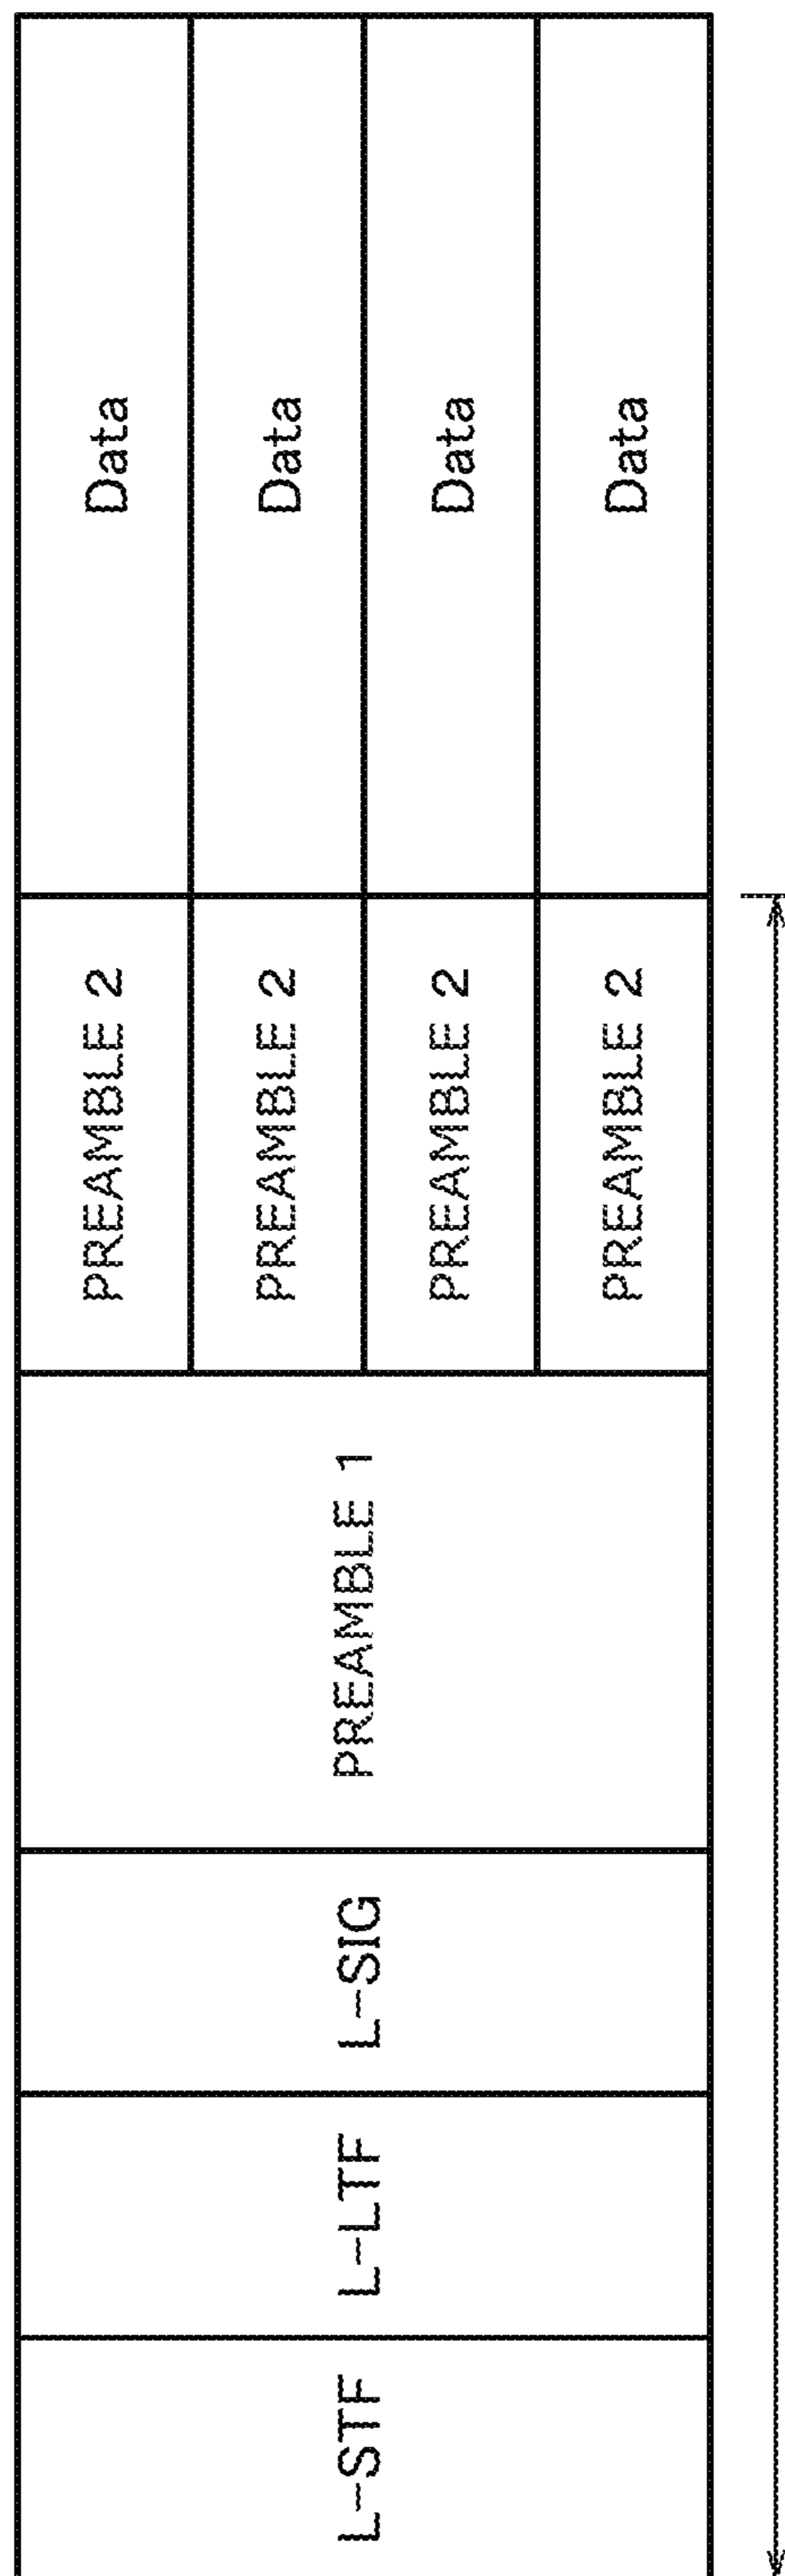 L-STF
L-LTF
L-SIG
PREAMBLE 1
PREAMBLE 2
Data
PREAMBLE 2
Data
PREAMBLE 2
Data
PREAMBLE 2
Data